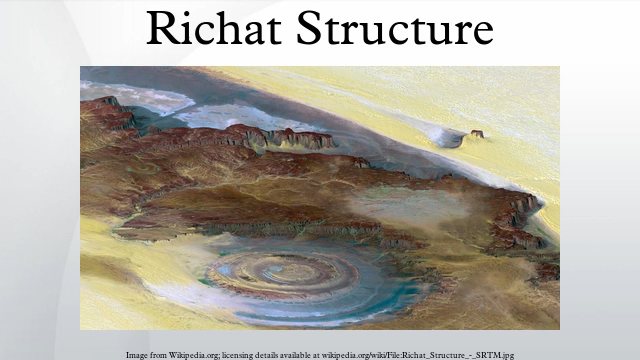 Richat Structure
Image from Wikipedia.org; licensing details available at wikipedia.org/wiki/File:Richat_Structure_-_SRTM.jpg